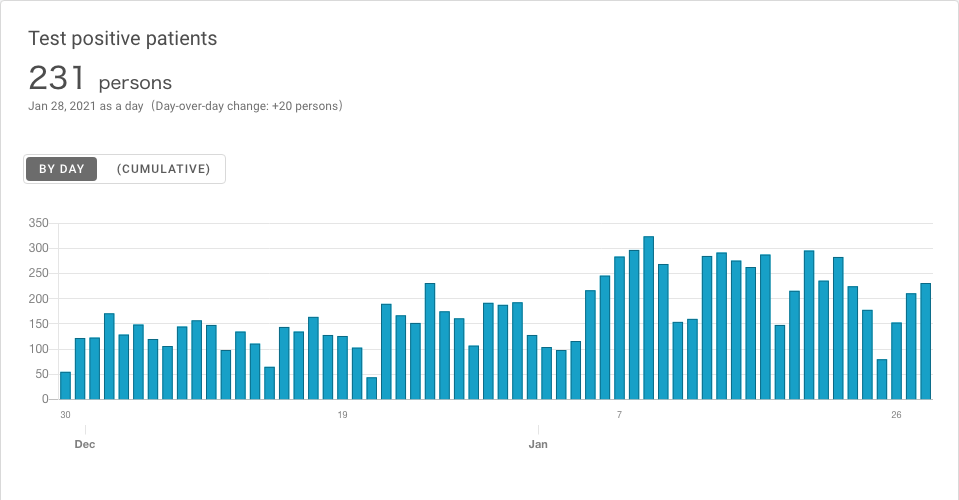 Test positive patients
231 persons
Jan 28, 2021 as a day（Day-over-day change: +20 persons）
BY DAY (CUMULATIVE)
350
300
250
200
150
100
50
0
30 19 7 26
Dec Jan